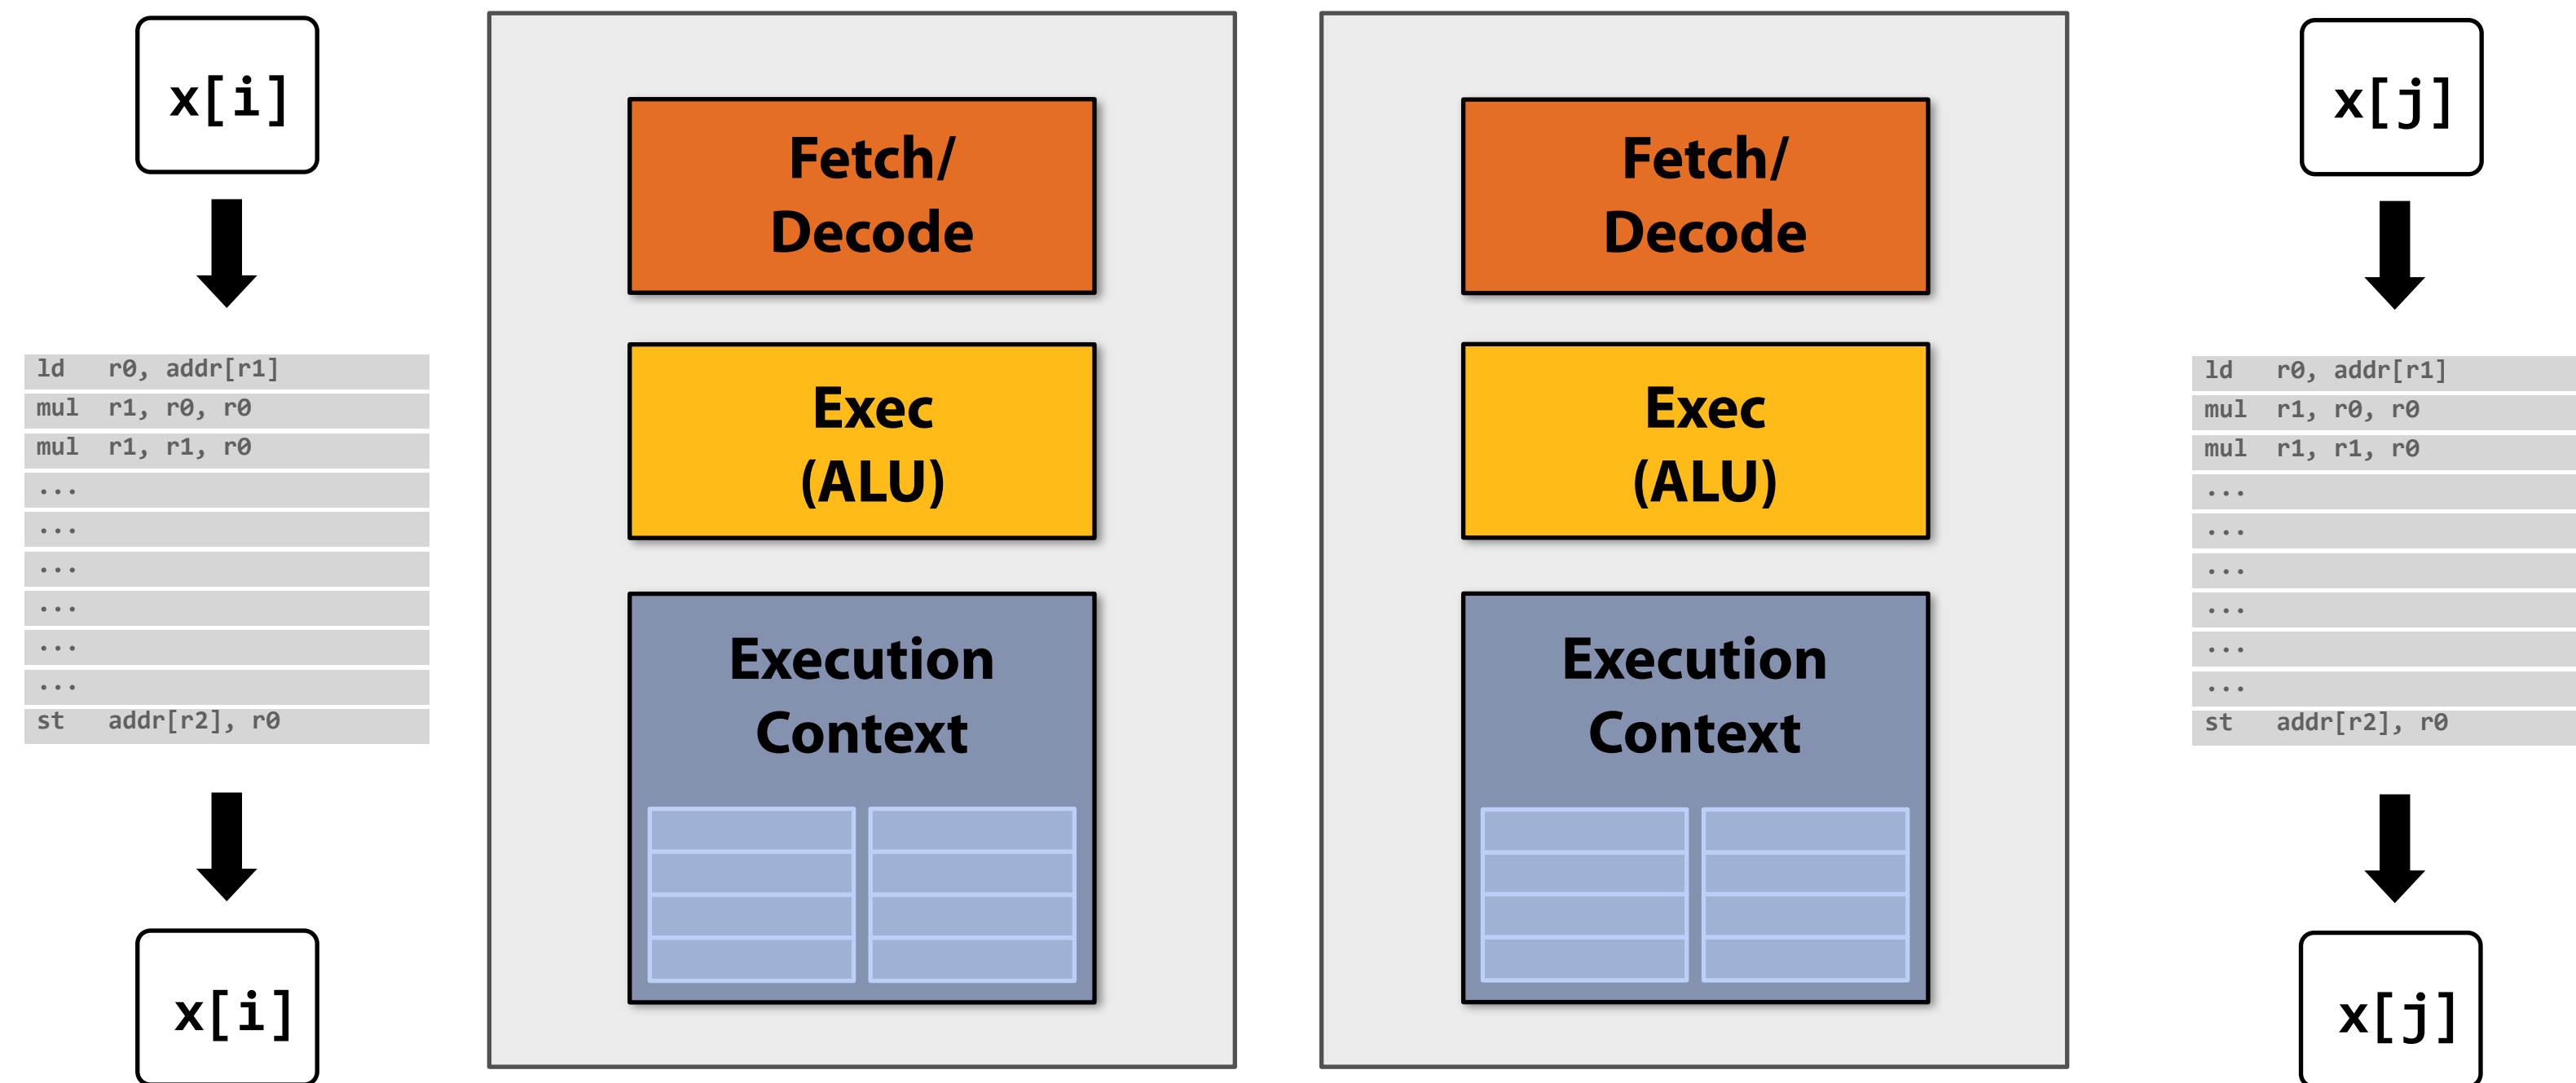 x[i]
ld r0, addr[r1]
mul r1, r0, r0
mul r1, r1, r0
...
...
...
...
...
...
st addr[r2], r0
x[i]
Fetch/
Decode
Exec
(ALU)
Execution
Context
Fetch/
Decode
Exec
(ALU)
Execution
Context
x[j]
ld r0, addr[r1]
mul r1, r0, r0
mul r1, r1, r0
...
...
...
...
...
...
st addr[r2], r0
x[j]